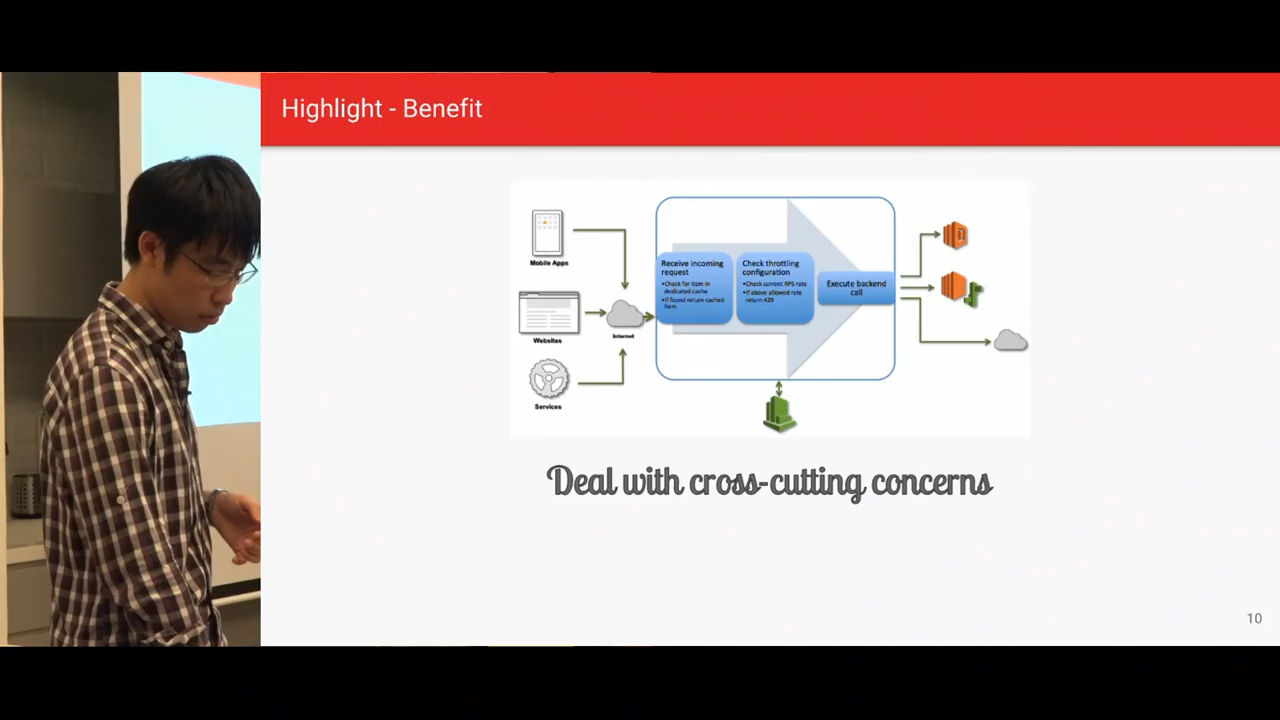 Highlight - Benefit
Mobile Apps
Websites
Internet
Services
Receive incoming
request
•Check for item in
dedicated cache
•If found return cached
item
Check throttling
configuration
•Check current RPS rate
•If above allowed rate
return 429
Execute backend
call
Deal with cross-cutting concerns
10